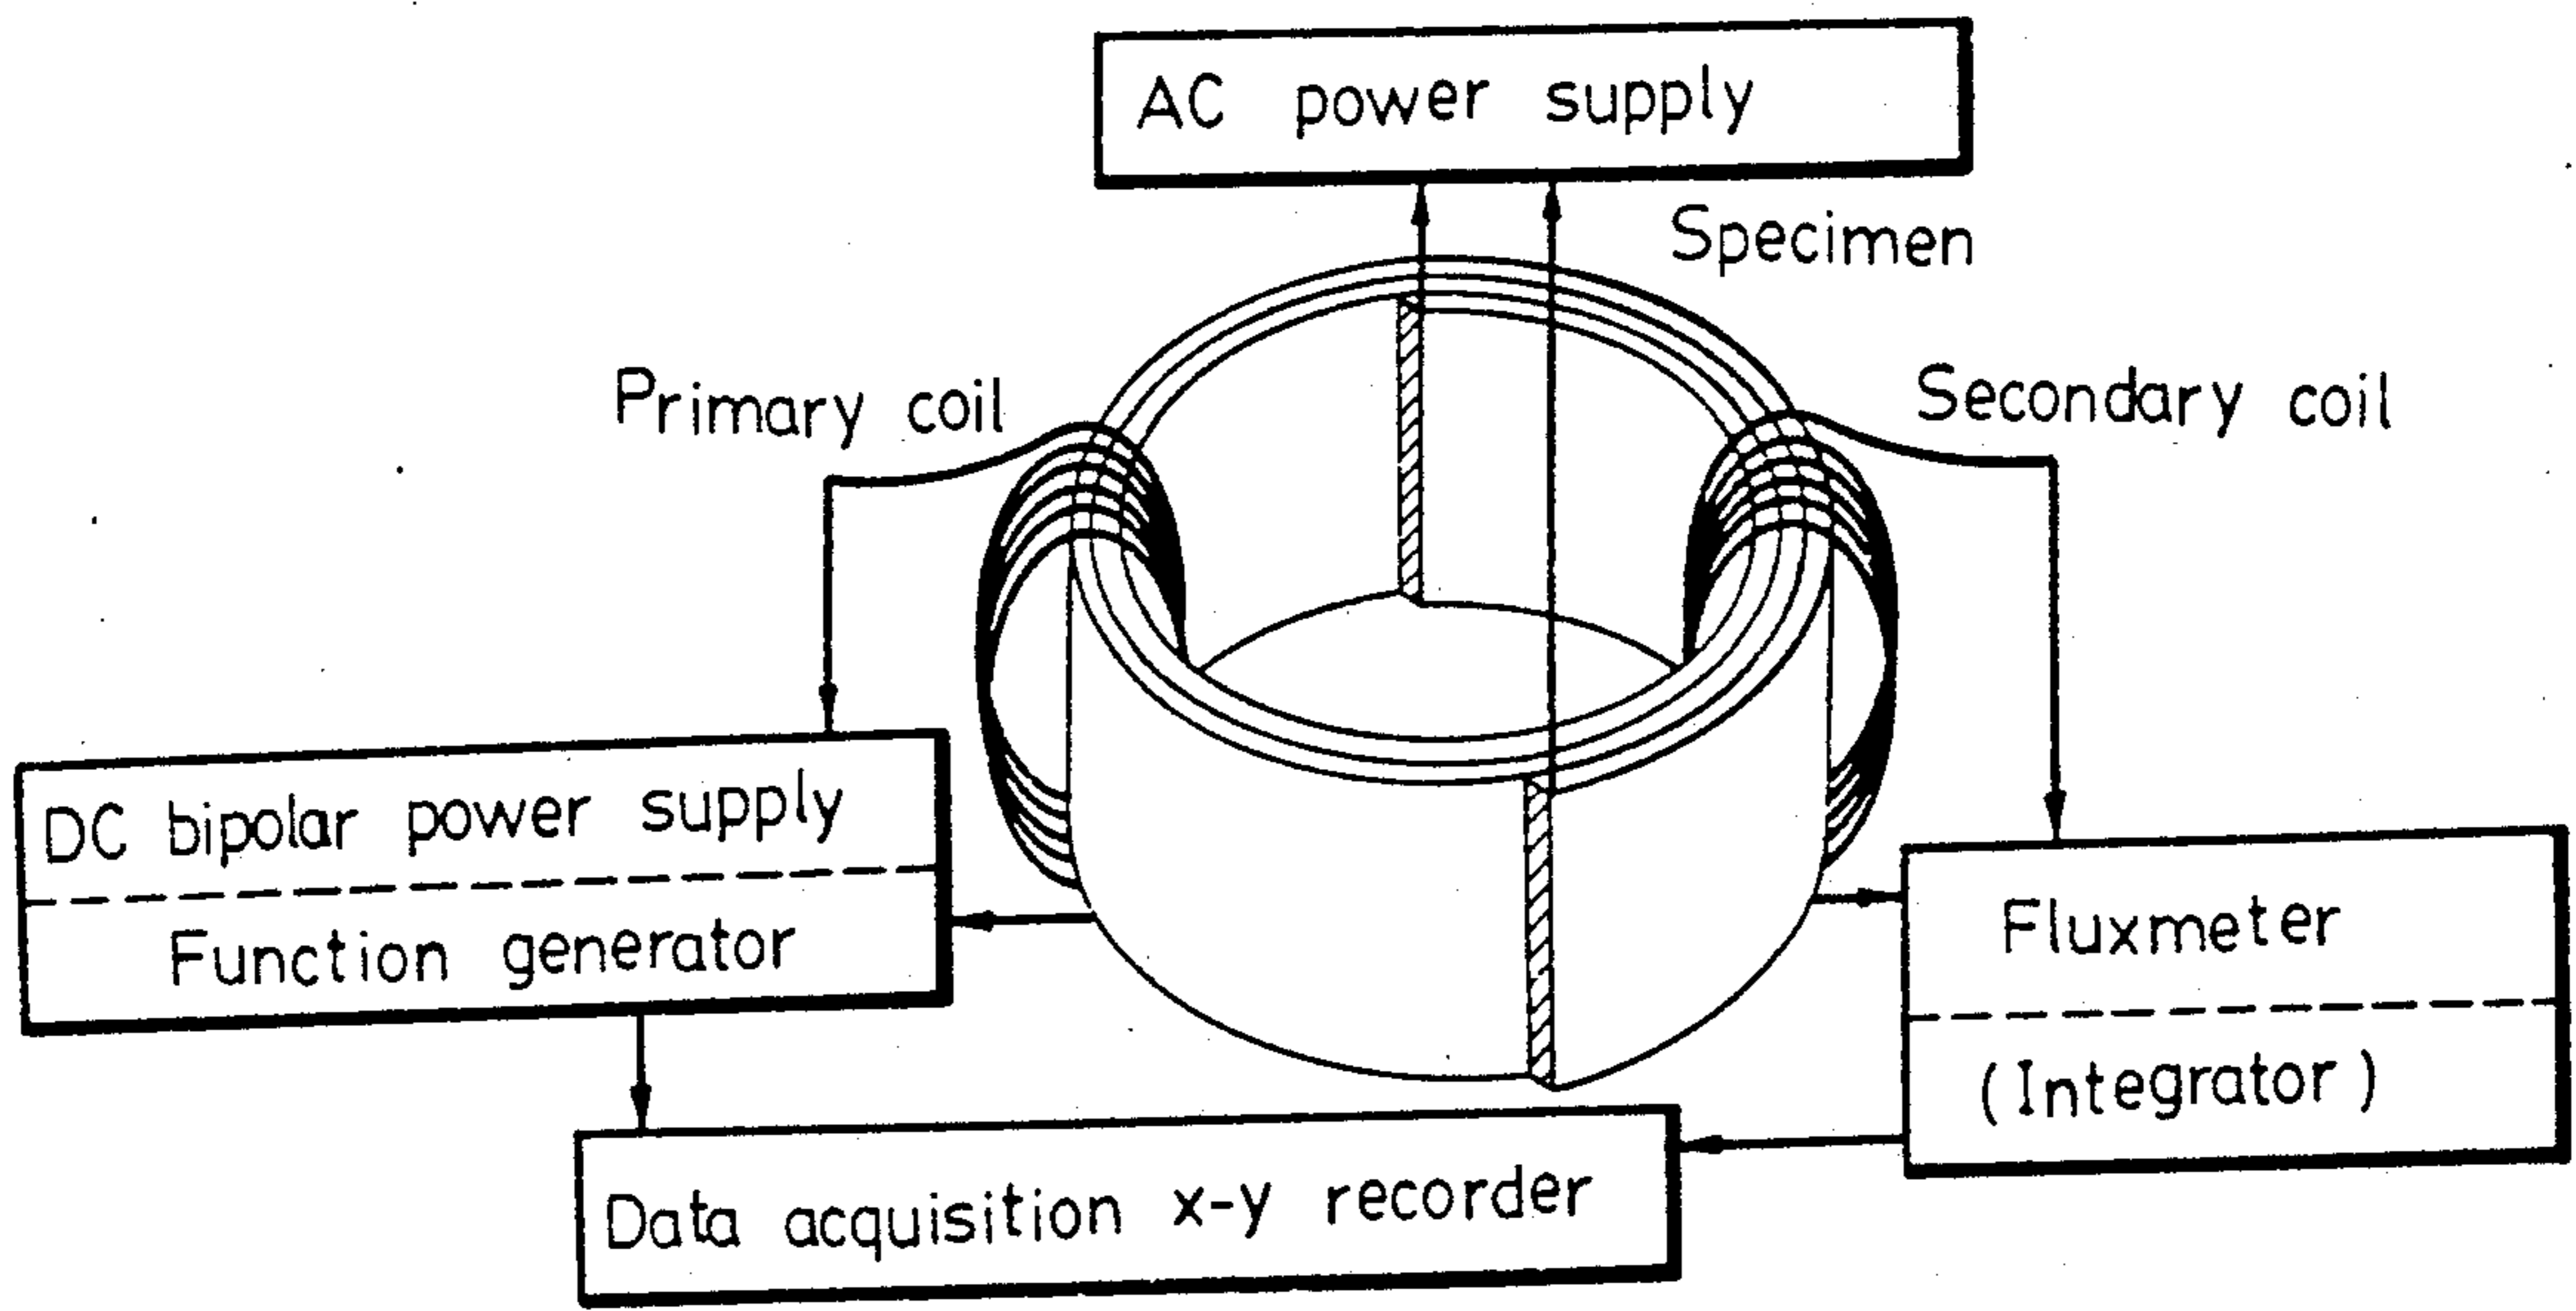 AC power supply
Specimen
Primary coil
Secondary coil
DC bipolar power supply
Function generator
Fluxmeter
(Integrator)
Data acquisition x-y recorder